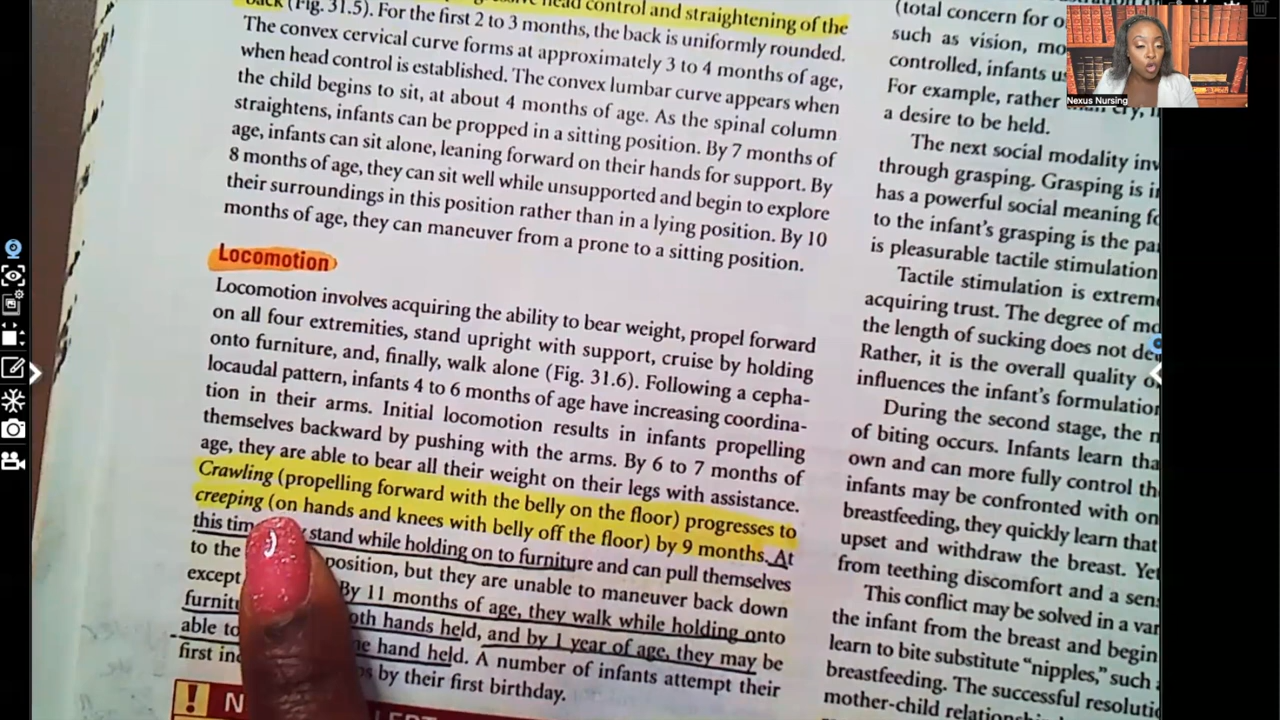 back (Fig. 31.5). For the first 2 to 3 months, the back is uniformly rounded.
head control and straightening of the
The convex cervical curve forms at approximately 3 to 4 months of age,
when head control is established. The convex lumbar curve appears when
the child begins to sit, at about 4 months of age. As the spinal column
straightens, infants can be propped in a sitting position. By 7 months of
age, infants can sit alone, leaning forward on their hands for support. By
8 months of age, they can sit well while unsupported and begin to explore
their surroundings in this position rather than in a lying position. By 10
months of age, they can maneuver from a prone to a sitting position.
Locomotion
Locomotion involves acquiring the ability to bear weight, propel forward
on all four extremities, stand upright with support, cruise by holding
onto furniture, and, finally, walk alone (Fig. 31.6). Following a cepha-
locaudal pattern, infants 4 to 6 months of age have increasing coordina-
tion in their arms. Initial locomotion results in infants propelling
themselves backward by pushing with the arms. By 6 to 7 months of
age, they are able to bear all their weight on their legs with assistance.
Crawling (propelling forward with the belly on the floor) progresses to
creeping (on hands and knees with belly off the floor) by 9 months. At
this stand while holding on to furniture and can pull themselves
to the position, but they are unable to maneuver back down
except By 11 months of age, they walk while holding onto
both hands held, and by 1 year of age, they may be
able to hand held. A number of infants attempt their
first by their first birthday.
(total concern for
such as vision,
controlled, infants
For example, rather
a desire to be held.
The next social modality
through grasping. Grasping is
has a powerful social meaning
to the infant's grasping is the
is pleasurable tactile stimulation
Tactile stimulation is
acquiring trust. The degree of
the length of sucking does not
Rather, it is the overall quality
influences the infant's
During the second stage, the
of biting occurs. Infants learn
own and can more fully control
infants may be confronted with
breastfeeding, they quickly learn that
upset and withdraw the breast. Yet
from teething discomfort and a
This conflict may be solved in a
the infant from the breast and
learn to bite substitute “nipples,” such
breastfeeding. The successful
mother-child
Nexus Nursing